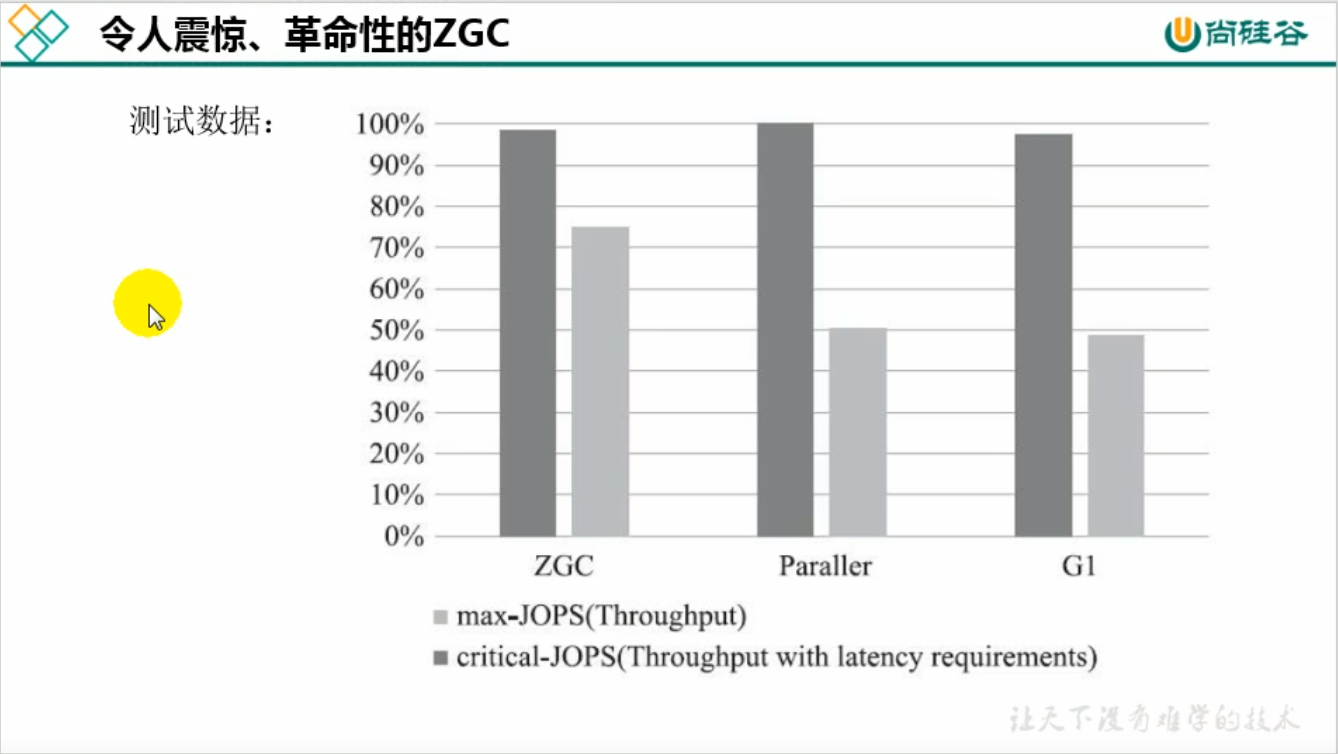 令人震惊、革命性的ZGC
尚硅谷
测试数据：
100%
90%
80%
70%
60%
50%
40%
30%
20%
10%
0%
ZGC Paraller G1
max-JOPS(Throughput)
critical-JOPS(Throughput with latency requirements)
让天下没有难学的技术